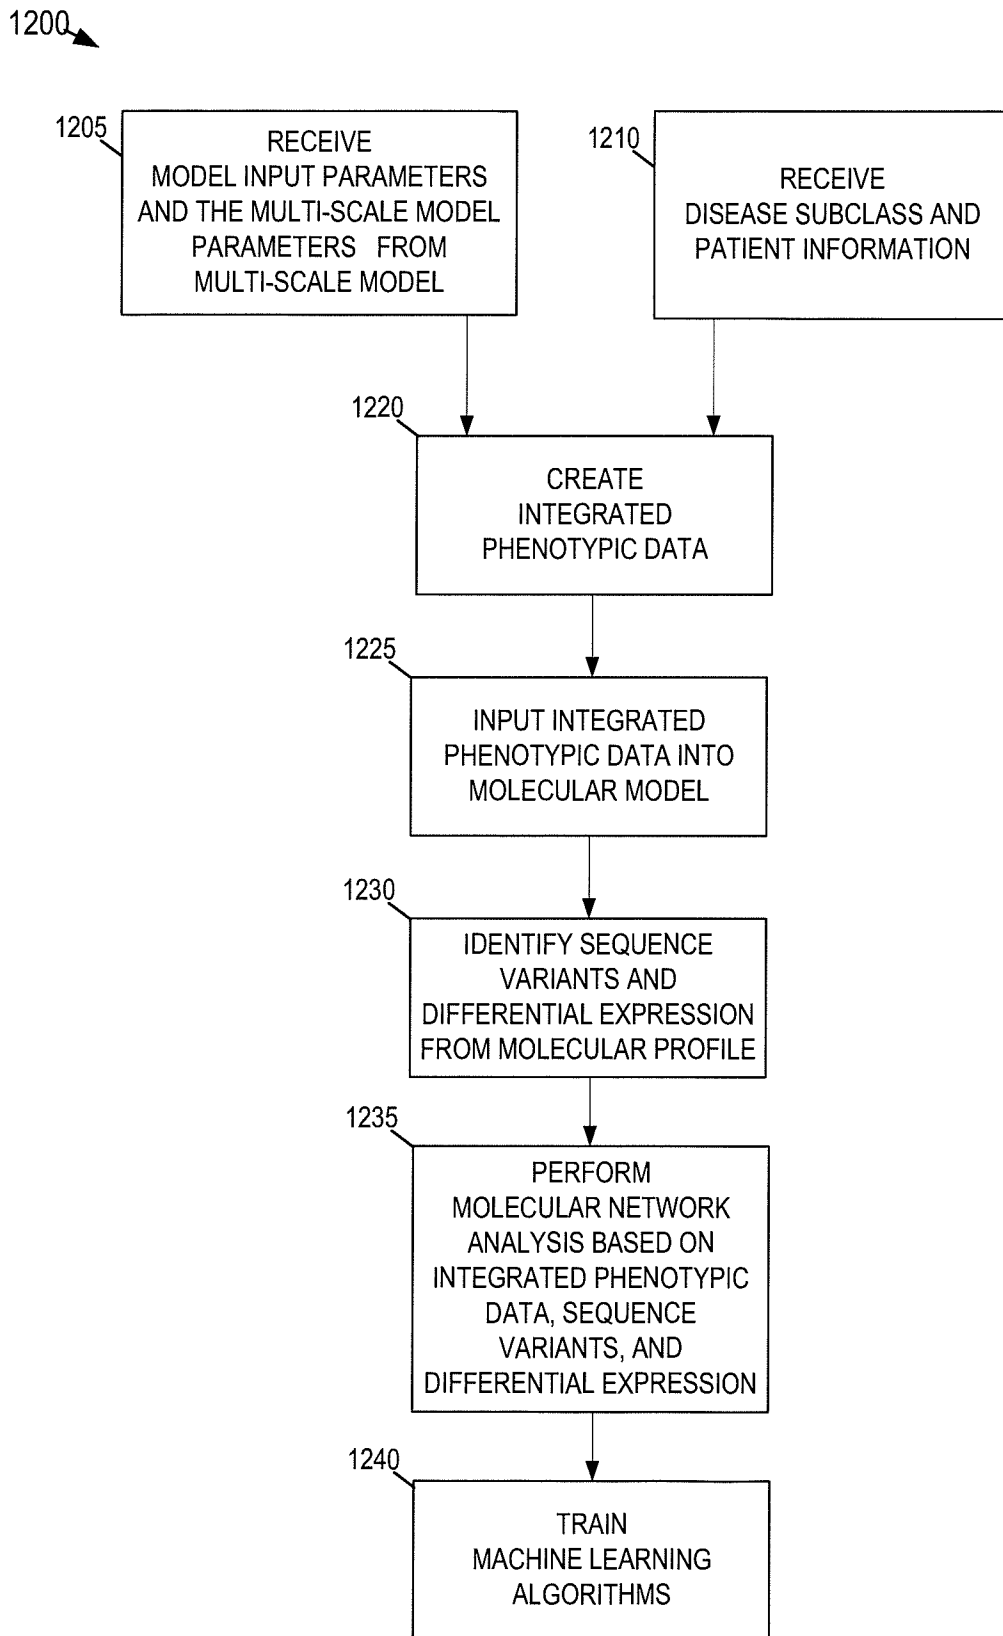 1200
1205
RECEIVE
MODEL INPUT PARAMETERS
AND THE MULTI-SCALE MODEL
PARAMETERS FROM
MULTI-SCALE MODEL
1210
RECEIVE
DISEASE SUBCLASS AND
PATIENT INFORMATION
1220
CREATE
INTEGRATED
PHENOTYPIC DATA
1225
INPUT INTEGRATED
PHENOTYPIC DATA INTO
MOLECULAR MODEL
1230
IDENTIFY SEQUENCE
VARIANTS AND
DIFFERENTIAL EXPRESSION
FROM MOLECULAR PROFILE
1235
PERFORM
MOLECULAR NETWORK
ANALYSIS BASED ON
INTEGRATED PHENOTYPIC
DATA, SEQUENCE
VARIANTS, AND
DIFFERENTIAL EXPRESSION
1240
TRAIN
MACHINE LEARNING
ALGORITHMS